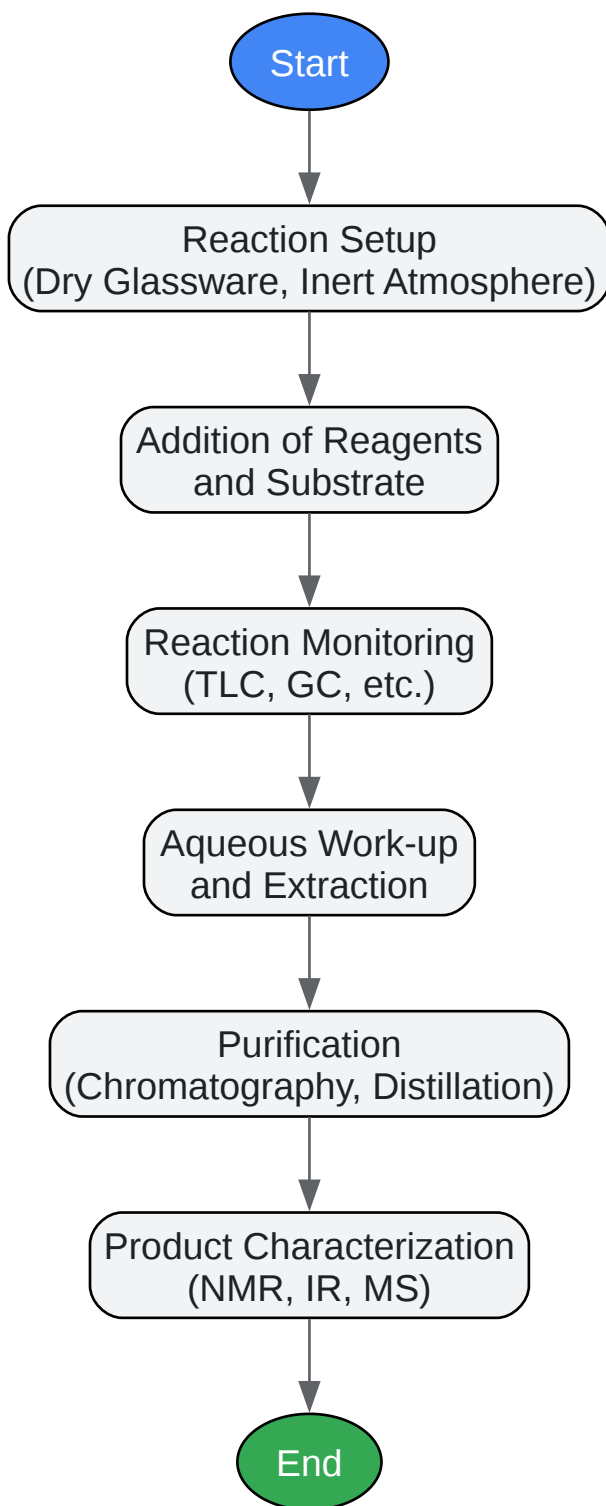 Start
Reaction Setup
(Dry Glassware, Inert Atmosphere)
Addition of Reagents
and Substrate
Reaction Monitoring
(TLC, GC, etc.)
Aqueous Work-up
and Extraction
Purification
(Chromatography, Distillation)
Product Characterization
(NMR, IR, MS)
End